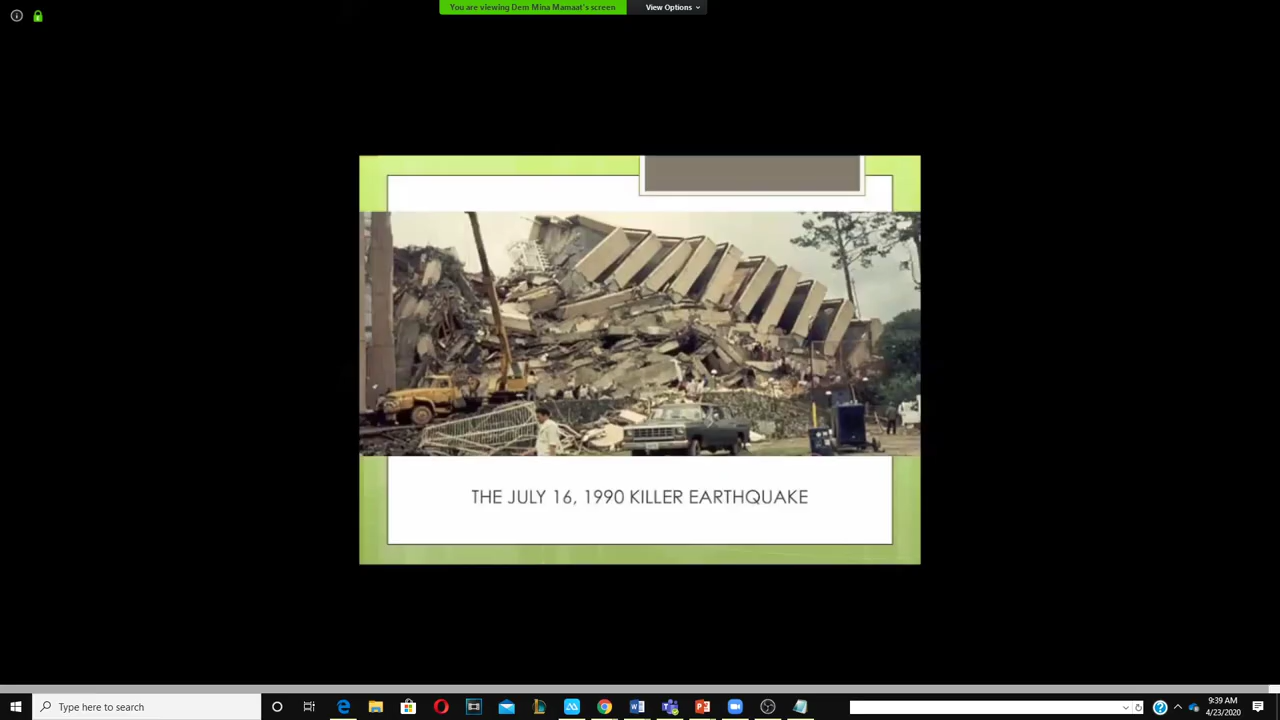 You are viewing Dem Mina Mamaat's screen
View Options
THE JULY 16, 1990 KILLER EARTHQUAKE
Type here to search
9:39 AM
4/23/2020